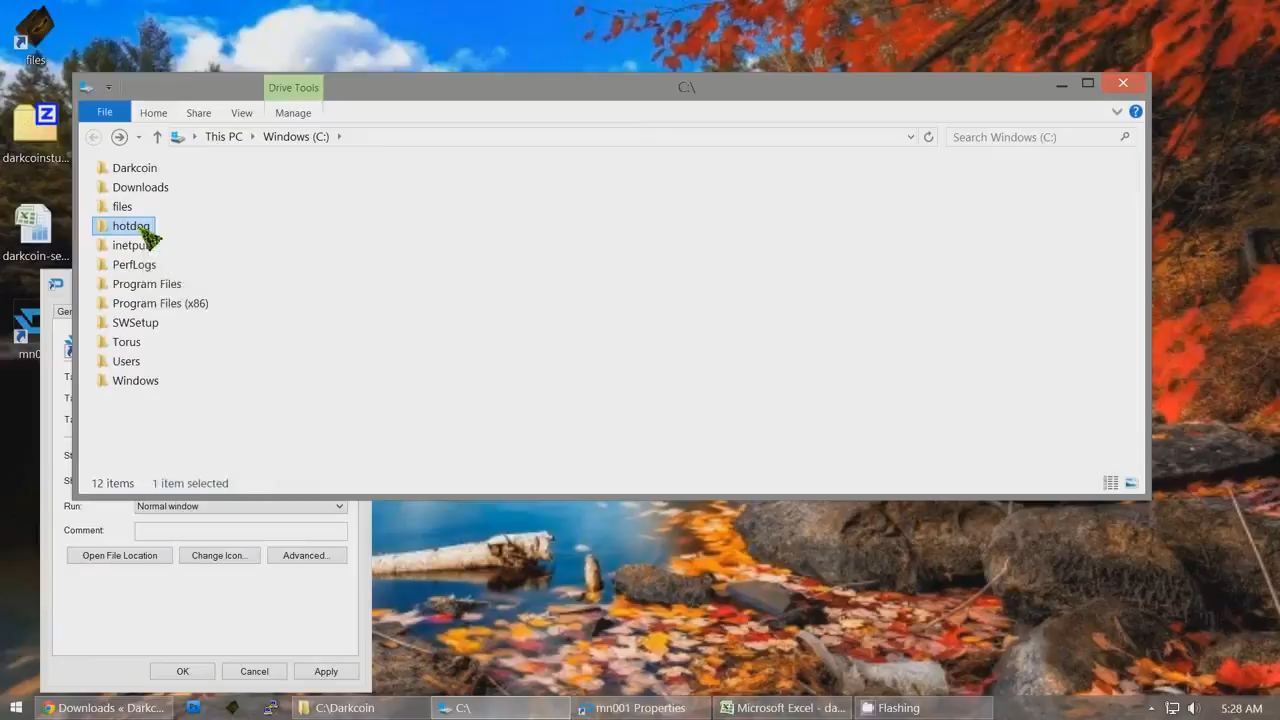 files
darkcoinstu...
darkcoin-se...
Drive Tools
C:\
File
Home
Share
View
Manage
This PC
Windows (C:)
Search Windows (C:)
Darkcoin
Downloads
files
hotdog
PerfLogs
Program Files
Program Files (x86)
SWSetup
Torus
Users
Windows
12 items
1 item selected
Run:
Normal window
Comment:
Open File Location
Change Icon...
Advanced...
OK
Cancel
Apply
Downloads « Darkc...
C:\Darkcoin
C:\
mn001 Properties
Microsoft Excel - da...
Flashing
5:28 AM